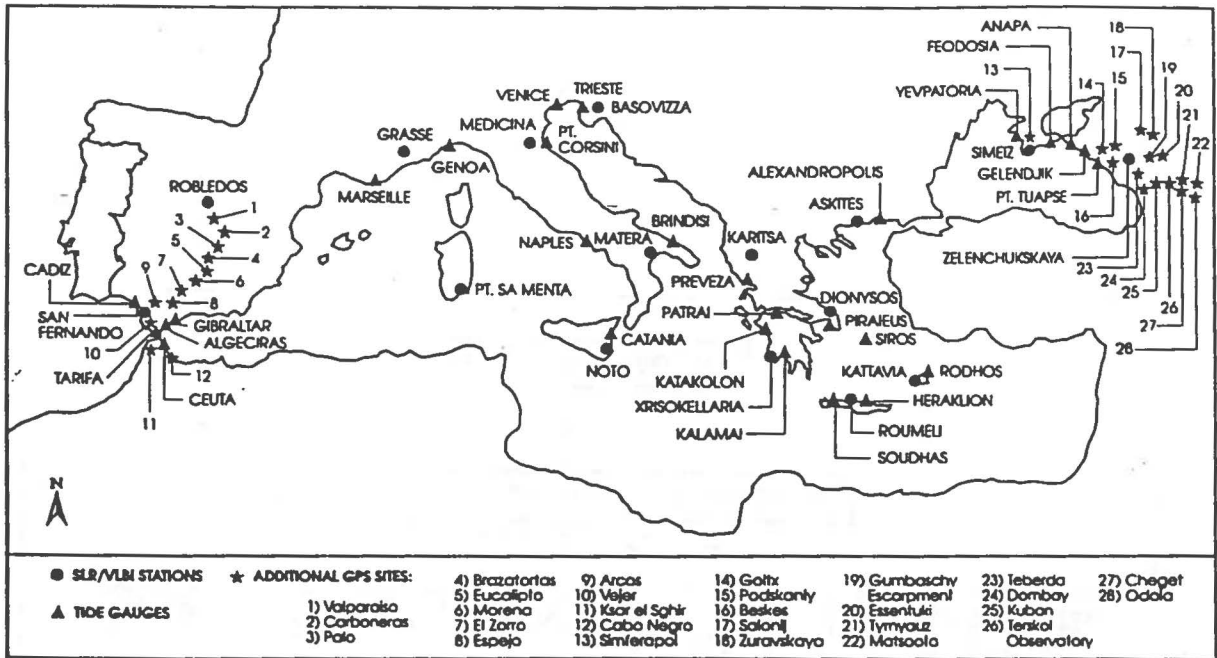 ANAPA
FEODOSIA
18
17
13
14
15
19
20
21
22
YEVPATORIA
VENICE
TRIESTE
BASOVIZZA
MEDICINA
PT.
CORSINI
GRASSE
GENOA
MARSEILLE
SIMEIZ
GELENDJIK
PT. TUAPSE
16
ALEXANDROPOLIS
ASKITES
ROBLEDOS
1
2
3
4
5
6
7
8
9
BRINDISI
NAPLES
MATERA
KARITSA
ZELENCHUKSKAYA
23
24
25
26
27
28
CADIZ
SAN
FERNANDO
PT. SA MENTA
PREVEZA
DIONYSOS
PATRAI
PIRAIEUS
SIROS
GIBRALTAR
ALGECIRAS
10
TARIFA
12
CEUTA
11
CATANIA
NOTO
KATAKOLON
KATTAVIA
RODHOS
XRISOKELLARIA
HERAKLION
KALAMAI
ROUMELI
SOUDHAS
N
SLR/VLBI STATIONS
TIDE GAUGES
ADDITIONAL GPS SITES:
1) Valparaiso
2) Carboneras
3) Palo
4) Brazatortas
5) Eucalipto
6) Morena
7) El Zorro
8) Espejo
9) Arcos
10) Vejer
11) Ksar el Sghir
12) Cabo Negro
13) Simferapol
14) Goitx
15) Podskanly
16) Beskes
17) Salonij
18) Zuravskaya
19) Gumbaschy
Escarpment
20) Essentuki
21) Tyrnyauz
22) Matsoota
23) Teberda
24) Dombay
25) Kuban
26) Terskol
Observatory
27) Cheget
28) Odola